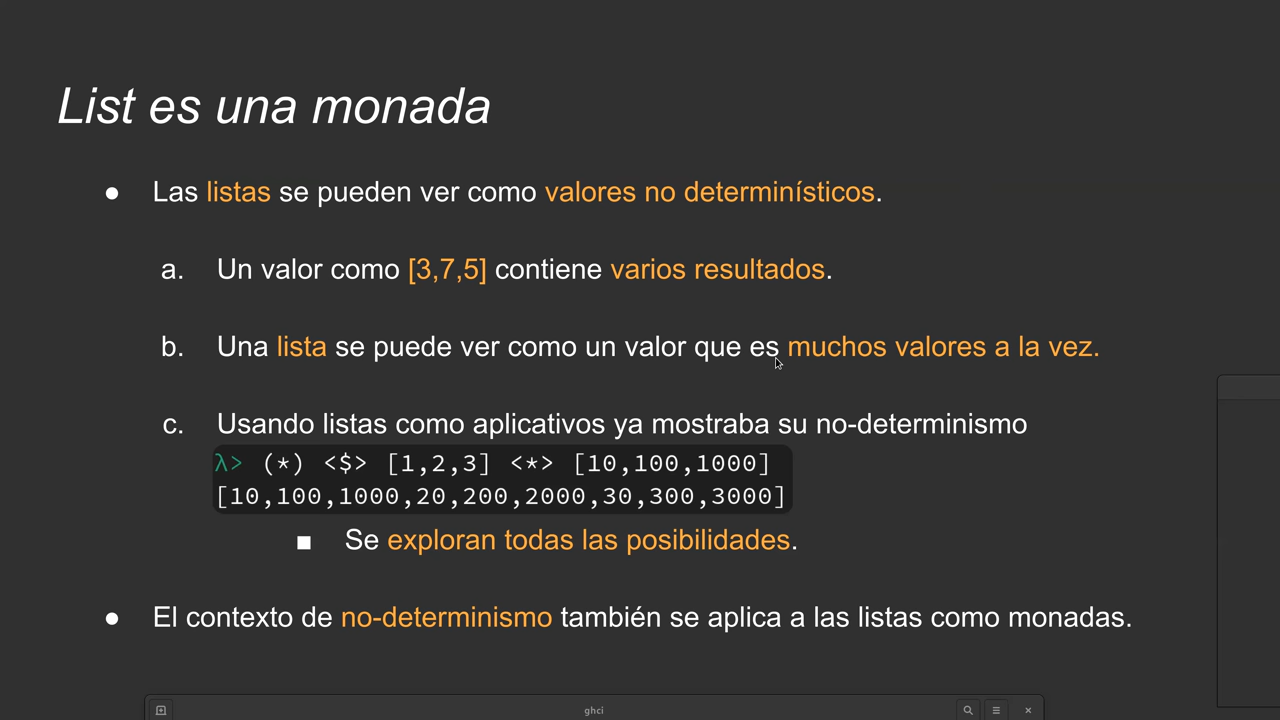 List es una monada
● Las listas se pueden ver como valores no determinísticos.
a. Un valor como [3,7,5] contiene varios resultados.
b. Una lista se puede ver como un valor que es muchos valores a la vez.
c. Usando listas como aplicativos ya mostraba su no-determinismo
λ> (*) <$> [1,2,3] <*> [10,100,1000]
[10,100,1000,20,200,2000,30,300,3000]
■ Se exploran todas las posibilidades.
● El contexto de no-determinismo también se aplica a las listas como monadas.
ghci